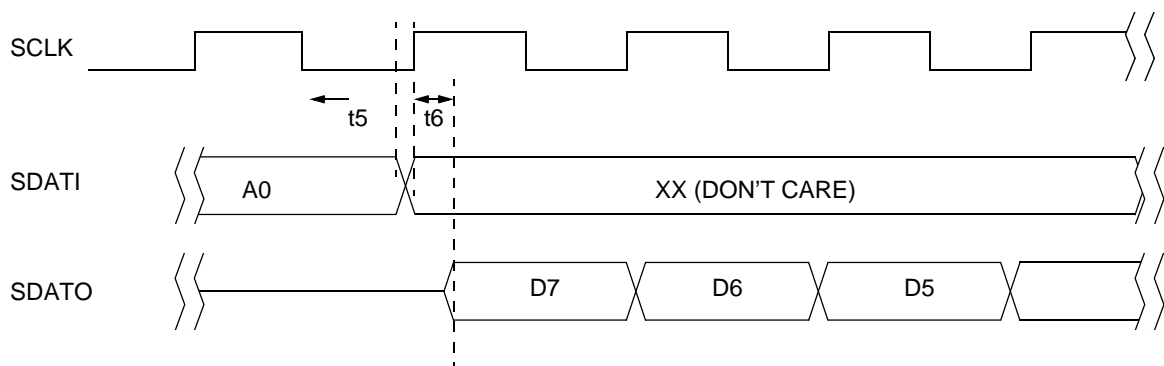 SCLK
t5
t6
SDATI
A0
XX (DON'T CARE)
SDATO
D7
D6
D5